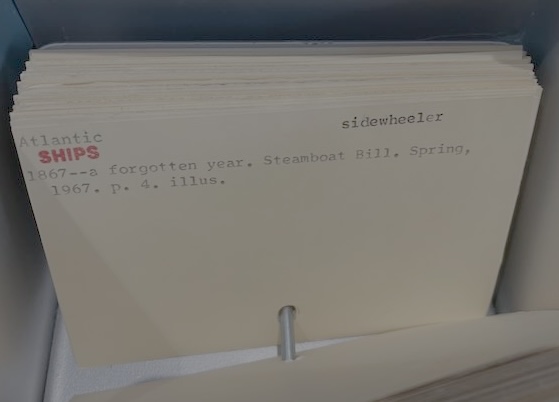 Atlantic sidewheeler
SHIPS
1867--a forgotten year. Steamboat Bill. Spring,
1967. p. 4. illus.